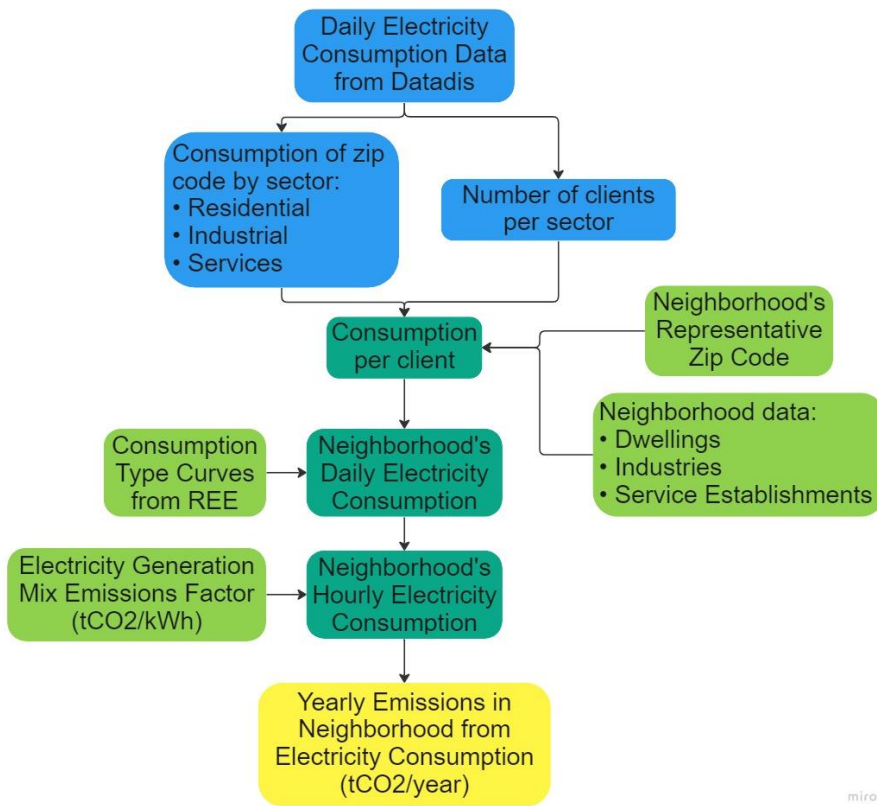 Daily Electricity
Consumption Data
from Datadis
Consumption of zip
code by sector:
• Residential
• Industrial
• Services
Number of clients
per sector
Neighborhood's
Representative
Zip Code
Consumption
per client
Neighborhood data:
• Dwellings
• Industries
• Service Establishments
Consumption
Type Curves
from REE
Neighborhood's
Daily Electricity
Consumption
Electricity Generation
Mix Emissions Factor
(tCO2/kWh)
Neighborhood's
Hourly Electricity
Consumption
Yearly Emissions in
Neighborhood from
Electricity Consumption
(tCO2/year)
miro